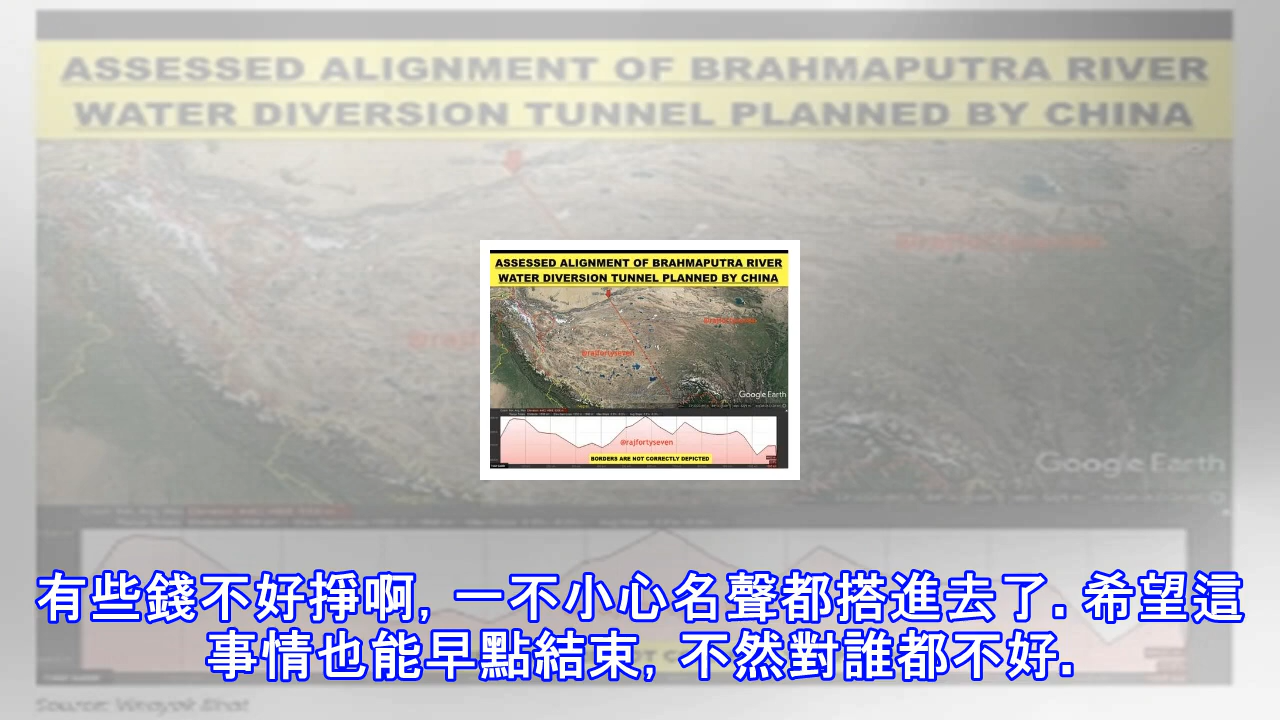 ASSESSED ALIGNMENT OF BRAHMAPUTRA RIVER
WATER DIVERSION TUNNEL PLANNED BY CHINA
ASSESSED ALIGNMENT OF BRAHMAPUTRA RIVER
WATER DIVERSION TUNNEL PLANNED BY CHINA
@rajfortyseven
@rajfortyseven
Google Earth
Google Earth
@rajfortyseven
BORDERS ARE NOT CORRECTLY DEPICTED
有些錢不好掙啊, 一不小心名聲都搭進去了. 希望這
事情也能早點結束, 不然對誰都不好.
Source: Vinayak Bhat